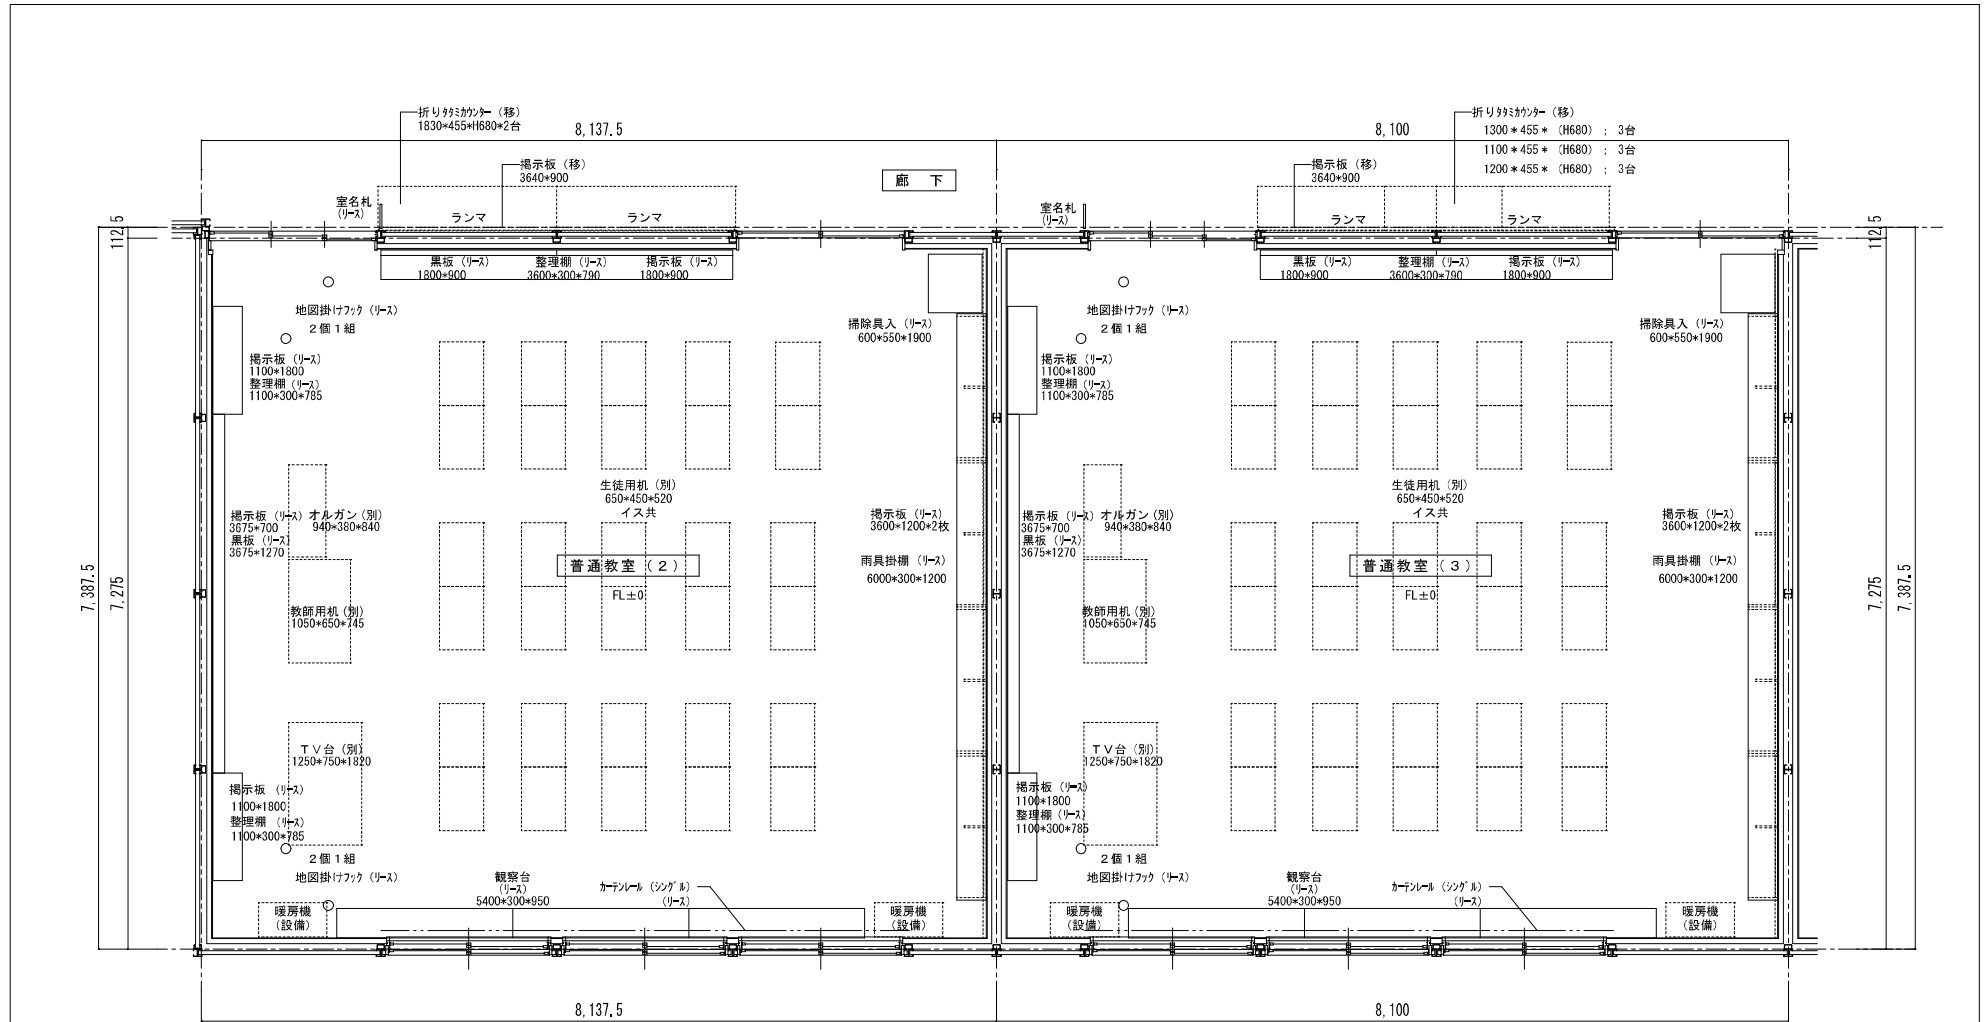 折りタタミカウンター（移）
1830*455*H680*2台
8,137.5
掲示板（移）
3640*900
廊　下
室名札
（リース）
ランマ
ランマ
8,100
折りタタミカウンター（移）
1300＊455＊（H680）；3台
1100＊455＊（H680）；3台
1200＊455＊（H680）；3台
掲示板（移）
3640*900
室名札
（リース）
ランマ
ランマ
112.5
7,387.5
7,275
黒板（リース）
1800*900
整理棚（リース）
3600*300*790
掲示板（リース）
1800*900
地図掛けフック（リース）
２個１組
掃除具入（リース）
600*550*1900
掲示板（リース）
1100*1800
整理棚（リース）
1100*300*785
生徒用机（別）
650*450*520
イス共
掲示板（リース）
3675*700
黒板（リース）
3675*1270
オルガン（別）
940*380*840
掲示板（リース）
3600*1200*2枚
普通教室（２）
FL±0
雨具掛棚（リース）
6000*300*1200
教師用机（別）
1050*650*745
ＴＶ台（別）
1250*750*1820
掲示板（リース）
1100*1800
整理棚（リース）
1100*300*785
２個１組
地図掛けフック（リース）
観察台
（リース）
5400*300*950
カーテンレール（シングル）
（リース）
暖房機
（設備）
暖房機
（設備）
8,137.5
黒板（リース）
1800*900
整理棚（リース）
3600*300*790
掲示板（リース）
1800*900
地図掛けフック（リース）
２個１組
掃除具入（リース）
600*550*1900
掲示板（リース）
1100*1800
整理棚（リース）
1100*300*785
生徒用机（別）
650*450*520
イス共
掲示板（リース）
3675*700
黒板（リース）
3675*1270
オルガン（別）
940*380*840
掲示板（リース）
3600*1200*2枚
普通教室（３）
FL±0
雨具掛棚（リース）
6000*300*1200
教師用机（別）
1050*650*745
ＴＶ台（別）
1250*750*1820
掲示板（リース）
1100*1800
整理棚（リース）
1100*300*785
２個１組
地図掛けフック（リース）
観察台
（リース）
5400*300*950
カーテンレール（シングル）
（リース）
暖房機
（設備）
暖房機
（設備）
8,100
112.5
7,275
7,387.5